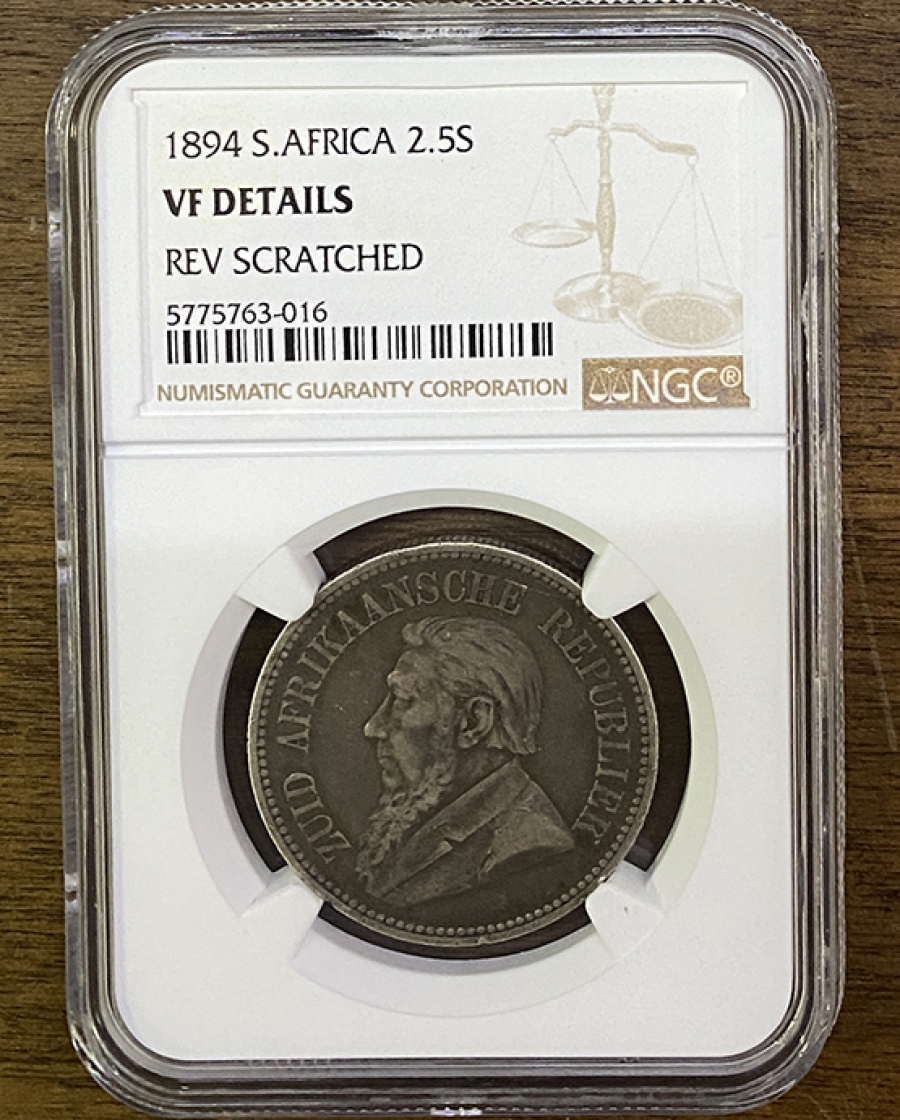 1894 S.AFRICA 2.5S
VF DETAILS
REV SCRATCHED
5775763-016
NUMISMATIC GUARANTY CORPORATION
NGC®
ZUID AFRIKAANSCHE REPUBLIEK